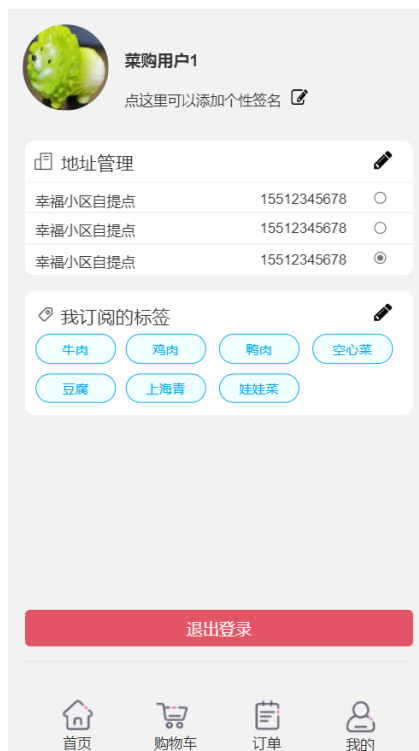 菜购用户1
点这里可以添加个性签名
地址管理
幸福小区自提点 15512345678
幸福小区自提点 15512345678
幸福小区自提点 15512345678
我订阅的标签
牛肉 鸡肉 鸭肉 空心菜
豆腐 上海青 娃娃菜
退出登录
首页 购物车 订单 我的